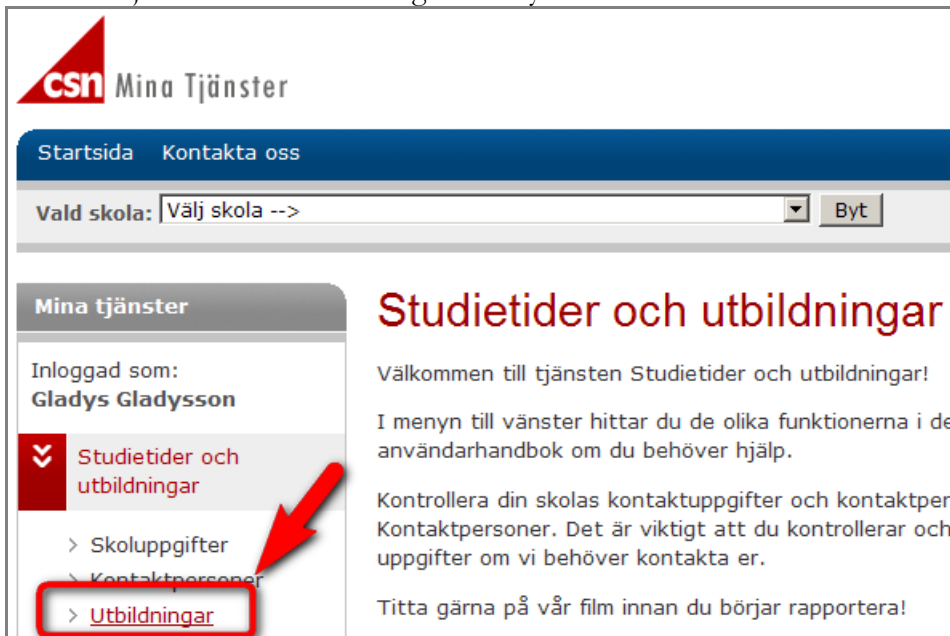 csn Mina Tjänster
Startsida Kontakta oss
Vald skola: Välj skola --> Byt
Mina tjänster
Inloggad som:
Gladys Gladysson
Studietider och
utbildningar
> Skoluppgifter
> Kontaktpersoner
> Utbildningar
Studietider och utbildningar
Välkommen till tjänsten Studietider och utbildningar!
I menyn till vänster hittar du de olika funktionerna i de
användarhandbok om du behöver hjälp.
Kontrollera din skolas kontaktuppgifter och kontaktper
Kontaktpersoner. Det är viktigt att du kontrollerar och
uppgifter om vi behöver kontakta er.
Titta gärna på vår film innan du börjar rapportera!